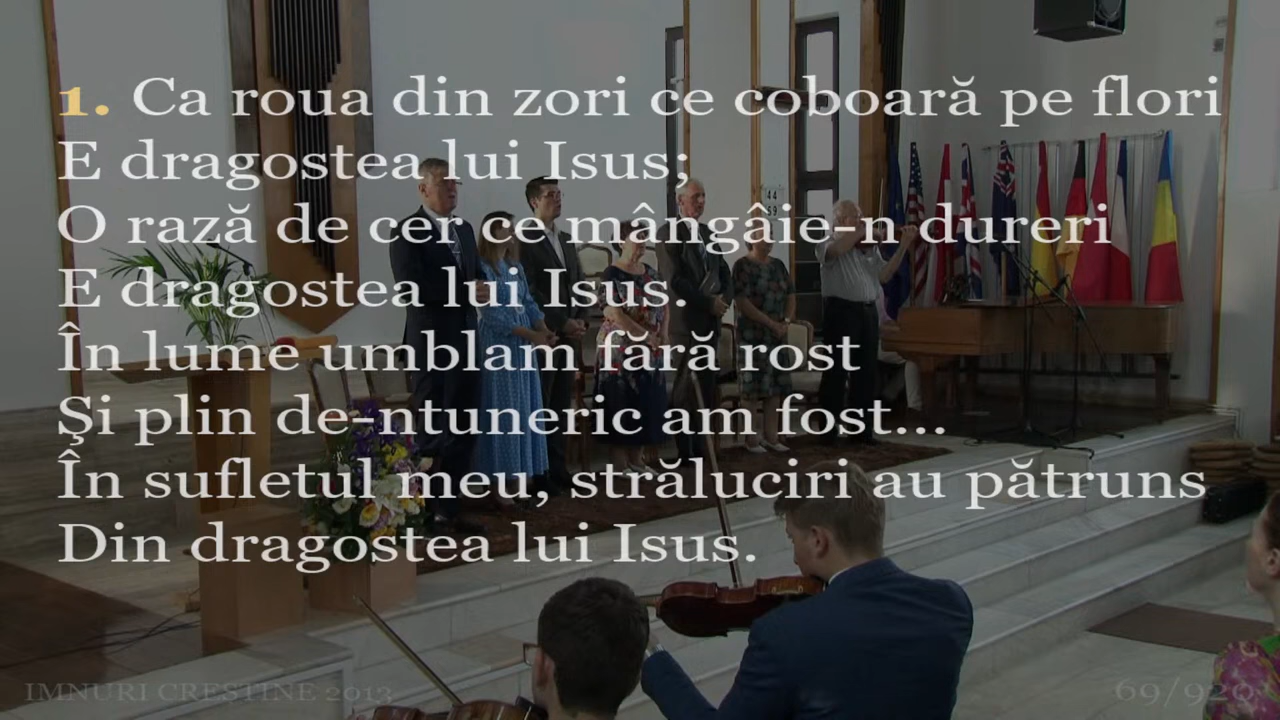 1. Ca roua din zori ce coboară pe flori
E dragostea lui Isus;
O rază de cer ce mângâie-n dureri
E dragostea lui Isus.
În lume umblam fără rost
Şi plin de-ntuneric am fost...
În sufletul meu, străluciri au pătruns
Din dragostea lui Isus.
IMNURI CRESTINE 2013
69/920
44
59